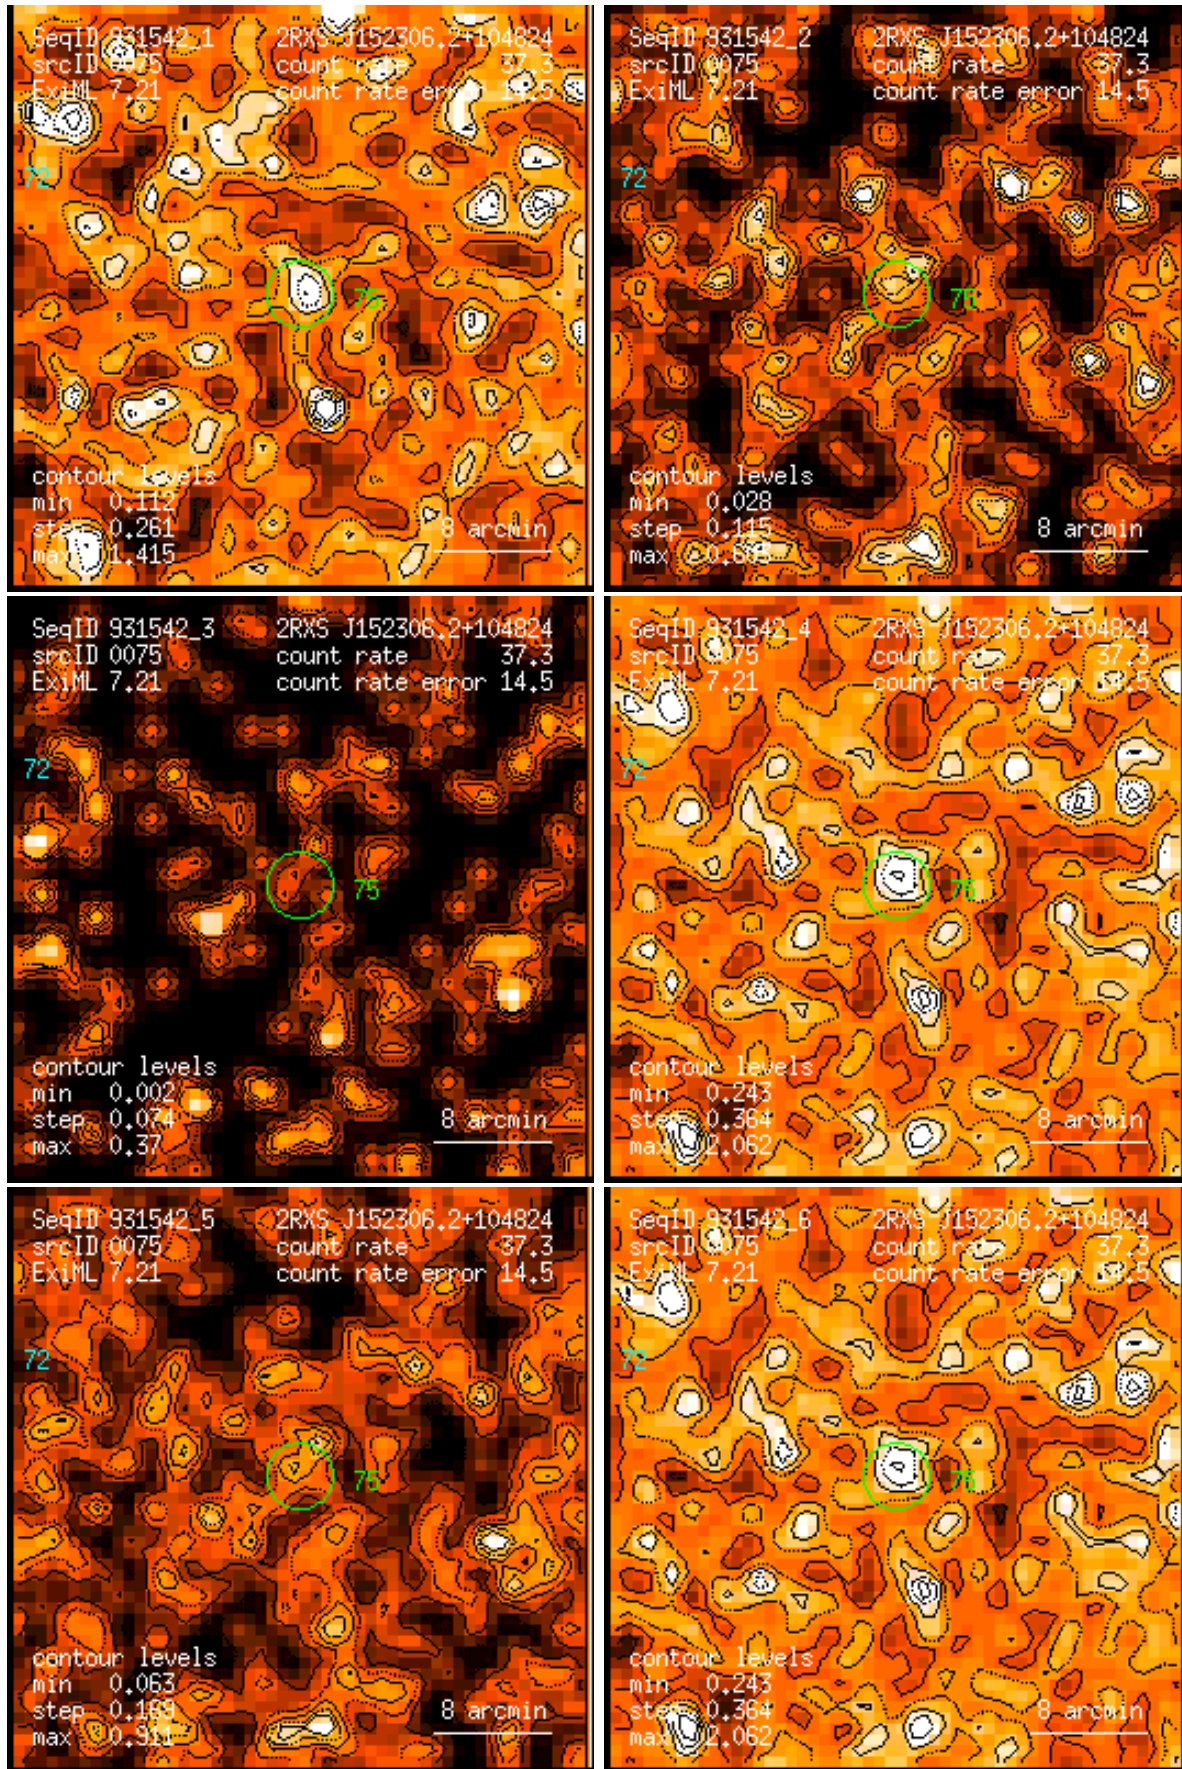 SeqID 931542_1 2RXS J152306.2+104824
srcID 0075 count rate 37.3
ExiML 7.21 count rate error 14.5
72
75
contour levels
min 0.112
step 0.261 8 arcmin
max 1.415
SeqID 931542_2 2RXS J152306.2+104824
srcID 0075 count rate 37.3
ExiML 7.21 count rate error 14.5
72
75
contour levels
min 0.028
step 0.115 8 arcmin
max 0.605
SeqID 931542_3 2RXS J152306.2+104824
srcID 0075 count rate 37.3
ExiML 7.21 count rate error 14.5
72
75
contour levels
min 0.002
step 0.074 8 arcmin
max 0.37
SeqID 931542_4 2RXS J152306.2+104824
srcID 0075 count rate 37.3
ExiML 7.21 count rate error 14.5
72
75
contour levels
min 0.243
step 0.364 8 arcmin
max 2.062
SeqID 931542_5 2RXS J152306.2+104824
srcID 0075 count rate 37.3
ExiML 7.21 count rate error 14.5
72
75
contour levels
min 0.063
step 0.169 8 arcmin
max 0.911
SeqID 931542_6 2RXS J152306.2+104824
srcID 0075 count rate 37.3
ExiML 7.21 count rate error 14.5
72
75
contour levels
min 0.243
step 0.364 8 arcmin
max 2.062